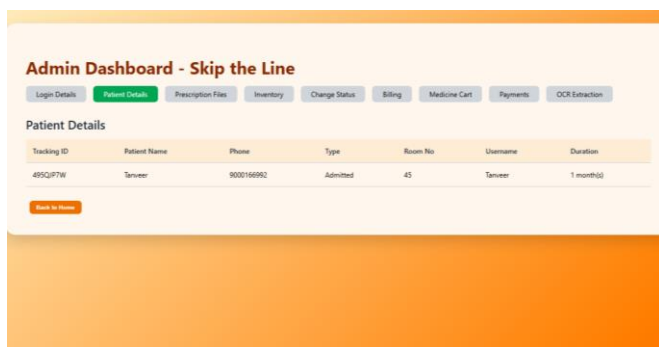 Admin Dashboard - Skip the Line
Login Details Patient Details Prescription Files Inventory Change Status Billing Medicine Cart Payments OCR Extraction
Patient Details
Tracking ID Patient Name Phone Type Room No Username Duration
495QJP7W Tanveer 9000166992 Admitted 45 Tanveer 1 month(s)
Back to Home